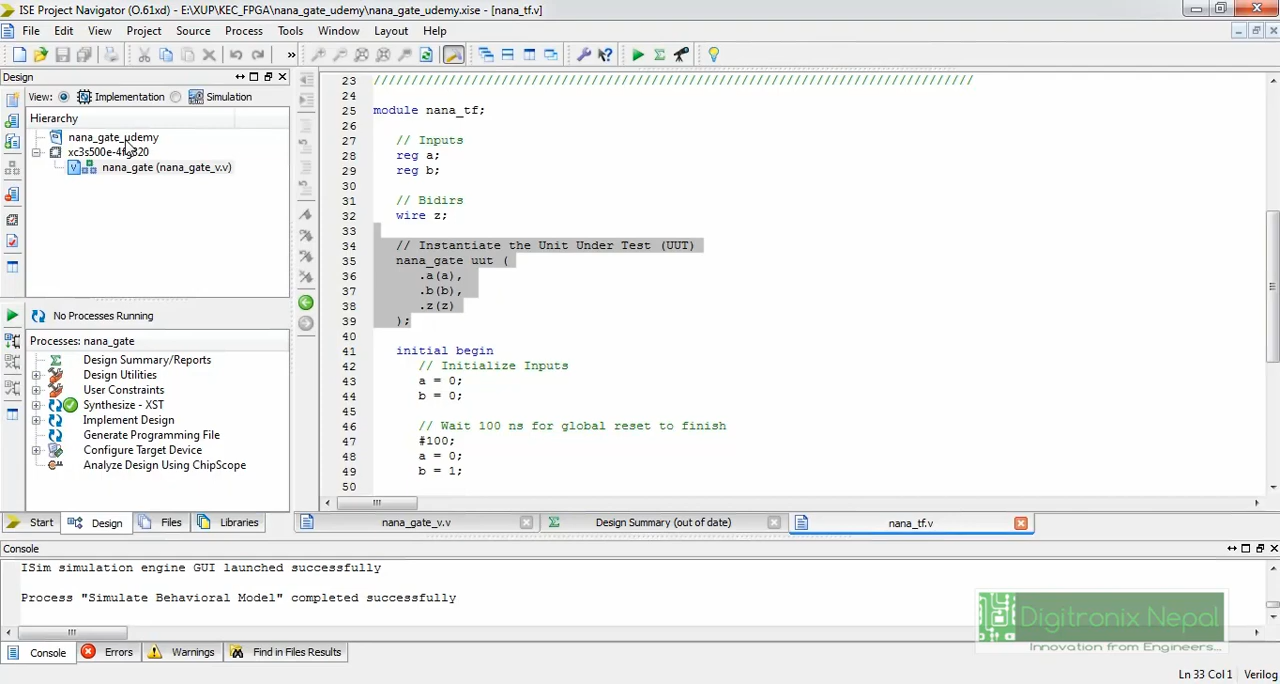 ISE Project Navigator (O.61xd) - E:\XUP\KEC_FPGA\nana_gate_udemy\nana_gate_udemy.xise - [nana_tf.v]
File Edit View Project Source Process Tools Window Layout Help
Design
View: Implementation Simulation
Hierarchy
nana_gate_udemy
nana_gate (nana_gate_v.v)
No Processes Running
Processes: nana_gate
Design Summary/Reports
Design Utilities
User Constraints
Synthesize - XST
Implement Design
Generate Programming File
Configure Target Device
Analyze Design Using ChipScope
Start Design Files Libraries
23 ////////////////////////////////////////////////////////////////////////////////
24
25 module nana_tf;
26
27 // Inputs
28 reg a;
29 reg b;
30
31 // Bidirs
32 wire z;
33
34 // Instantiate the Unit Under Test (UUT)
35 nana_gate uut (
36 .a(a),
37 .b(b),
38 .z(z)
39 );
40
41 initial begin
42 // Initialize Inputs
43 a = 0;
44 b = 0;
45
46 // Wait 100 ns for global reset to finish
47 #100;
48 a = 0;
49 b = 1;
50
nana_gate_v.v Design Summary (out of date) nana_tf.v
Console
ISim simulation engine GUI launched successfully
Process "Simulate Behavioral Model" completed successfully
Console Errors Warnings Find in Files Results
Digitronix Nepal
Innovation from Engineers...
Ln 33 Col 1 Verilog